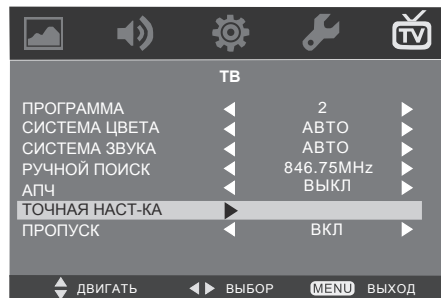 TV
ТВ
ПРОГРАММА 2
СИСТЕМА ЦВЕТА АВТО
СИСТЕМА ЗВУКА АВТО
РУЧНОЙ ПОИСК 846.75MHz
АПЧ ВЫКЛ
ТОЧНАЯ НАСТ-КА
ПРОПУСК ВКЛ
ДВИГАТЬ ВЫБОР MENU ВЫХОД